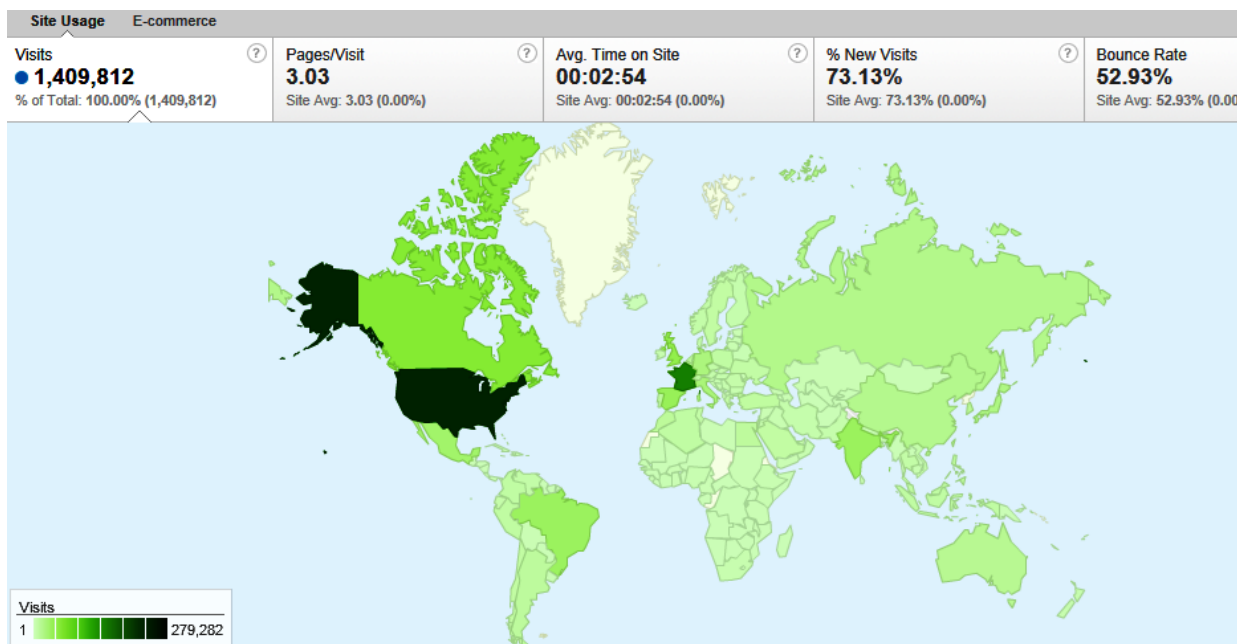 Site Usage E-commerce
Visits ?
1,409,812
% of Total: 100.00% (1,409,812)
Pages/Visit ?
3.03
Site Avg: 3.03 (0.00%)
Avg. Time on Site ?
00:02:54
Site Avg: 00:02:54 (0.00%)
% New Visits ?
73.13%
Site Avg: 73.13% (0.00%)
Bounce Rate
52.93%
Site Avg: 52.93% (0.00
Visits
1 279,282